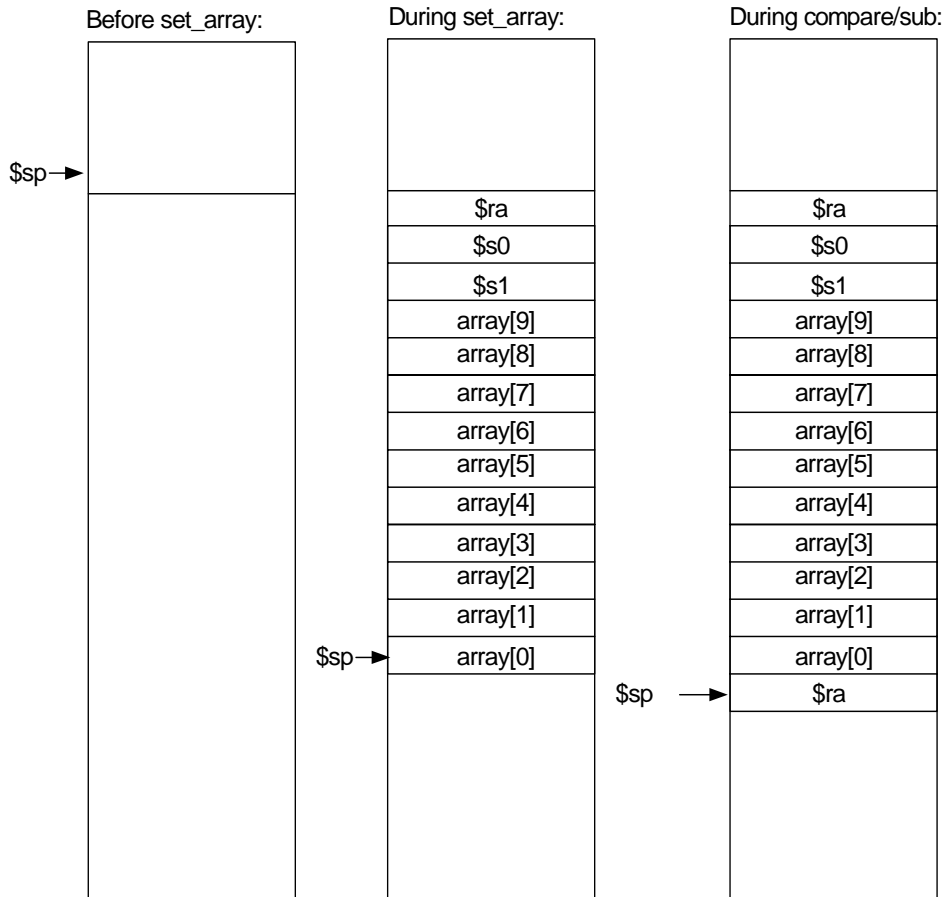 Before set_array:
$sp
During set_array:
$ra
$s0
$s1
array[9]
array[8]
array[7]
array[6]
array[5]
array[4]
array[3]
array[2]
array[1]
$sp
array[0]
During compare/sub:
$ra
$s0
$s1
array[9]
array[8]
array[7]
array[6]
array[5]
array[4]
array[3]
array[2]
array[1]
array[0]
$sp
$ra